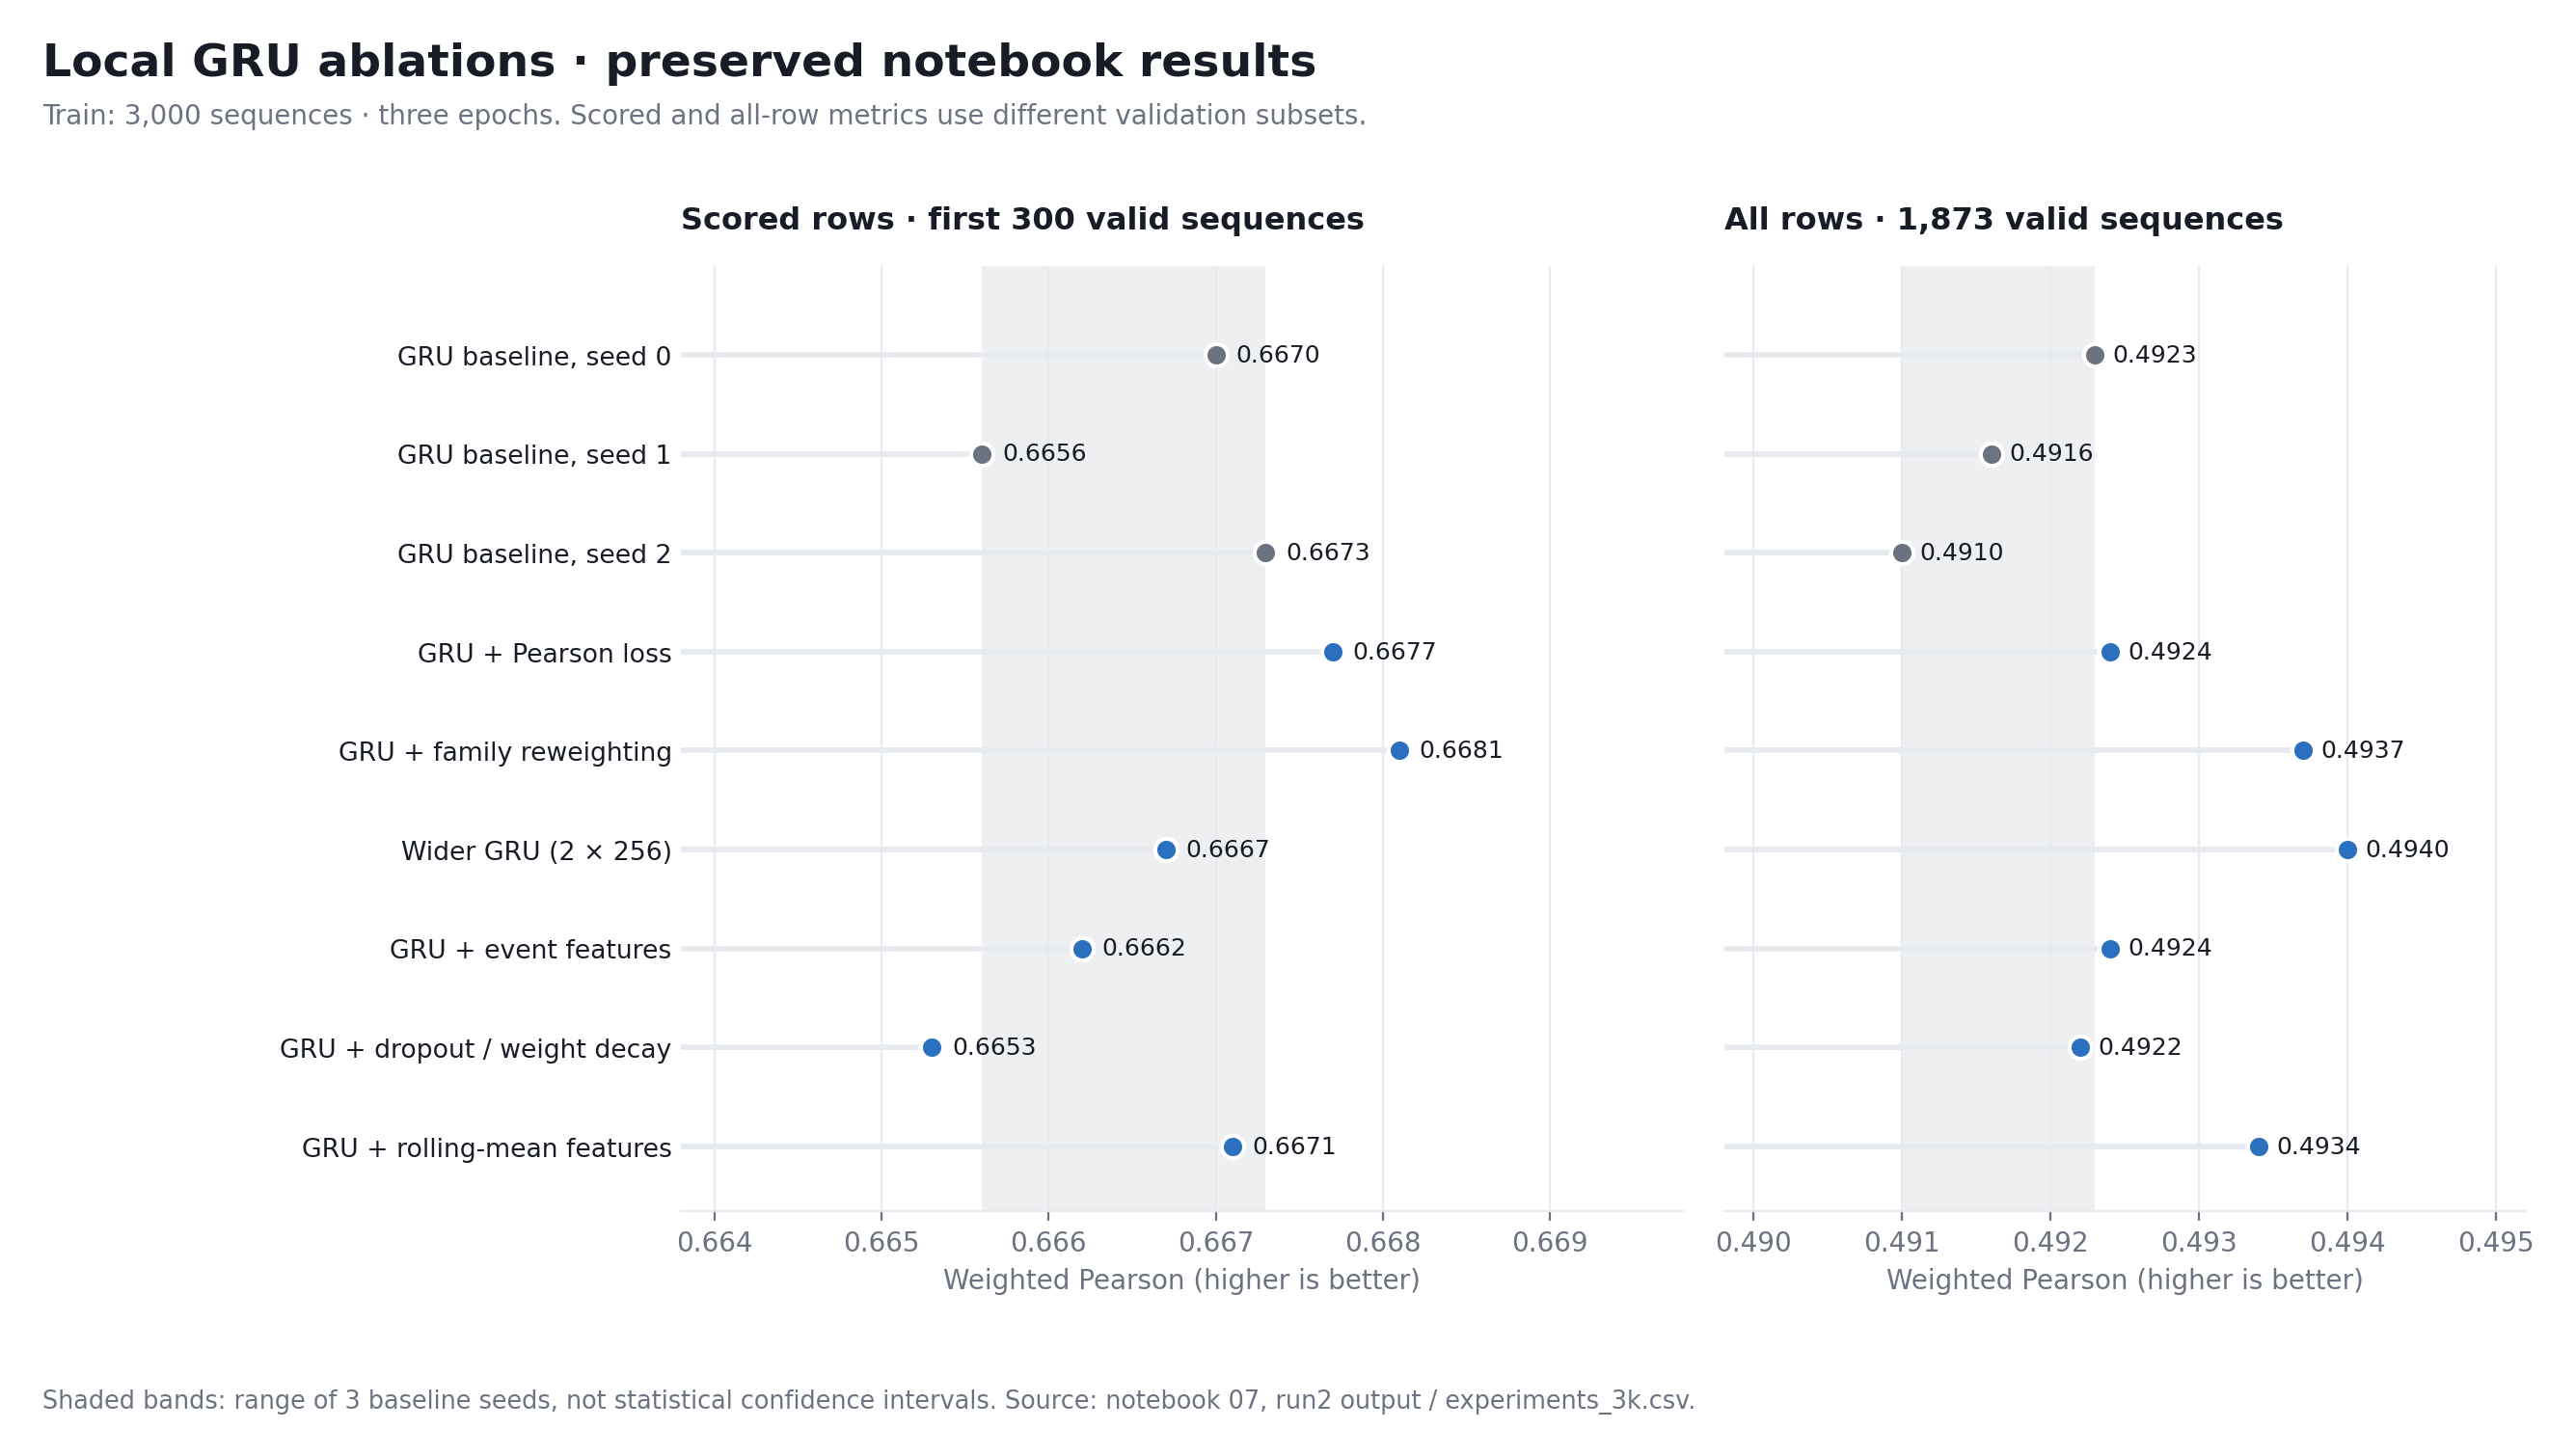 Local GRU ablations · preserved notebook results
Train: 3,000 sequences · three epochs. Scored and all-row metrics use different validation subsets.
Scored rows · first 300 valid sequences
All rows · 1,873 valid sequences
GRU baseline, seed 0 0.6670 0.4923
GRU baseline, seed 1 0.6656 0.4916
GRU baseline, seed 2 0.6673 0.4910
GRU + Pearson loss 0.6677 0.4924
GRU + family reweighting 0.6681 0.4937
Wider GRU (2 × 256) 0.6667 0.4940
GRU + event features 0.6662 0.4924
GRU + dropout / weight decay 0.6653 0.4922
GRU + rolling-mean features 0.6671 0.4934
0.664 0.665 0.666 0.667 0.668 0.669 0.490 0.491 0.492 0.493 0.494 0.495
Weighted Pearson (higher is better) Weighted Pearson (higher is better)
Shaded bands: range of 3 baseline seeds, not statistical confidence intervals. Source: notebook 07, run2 output / experiments_3k.csv.